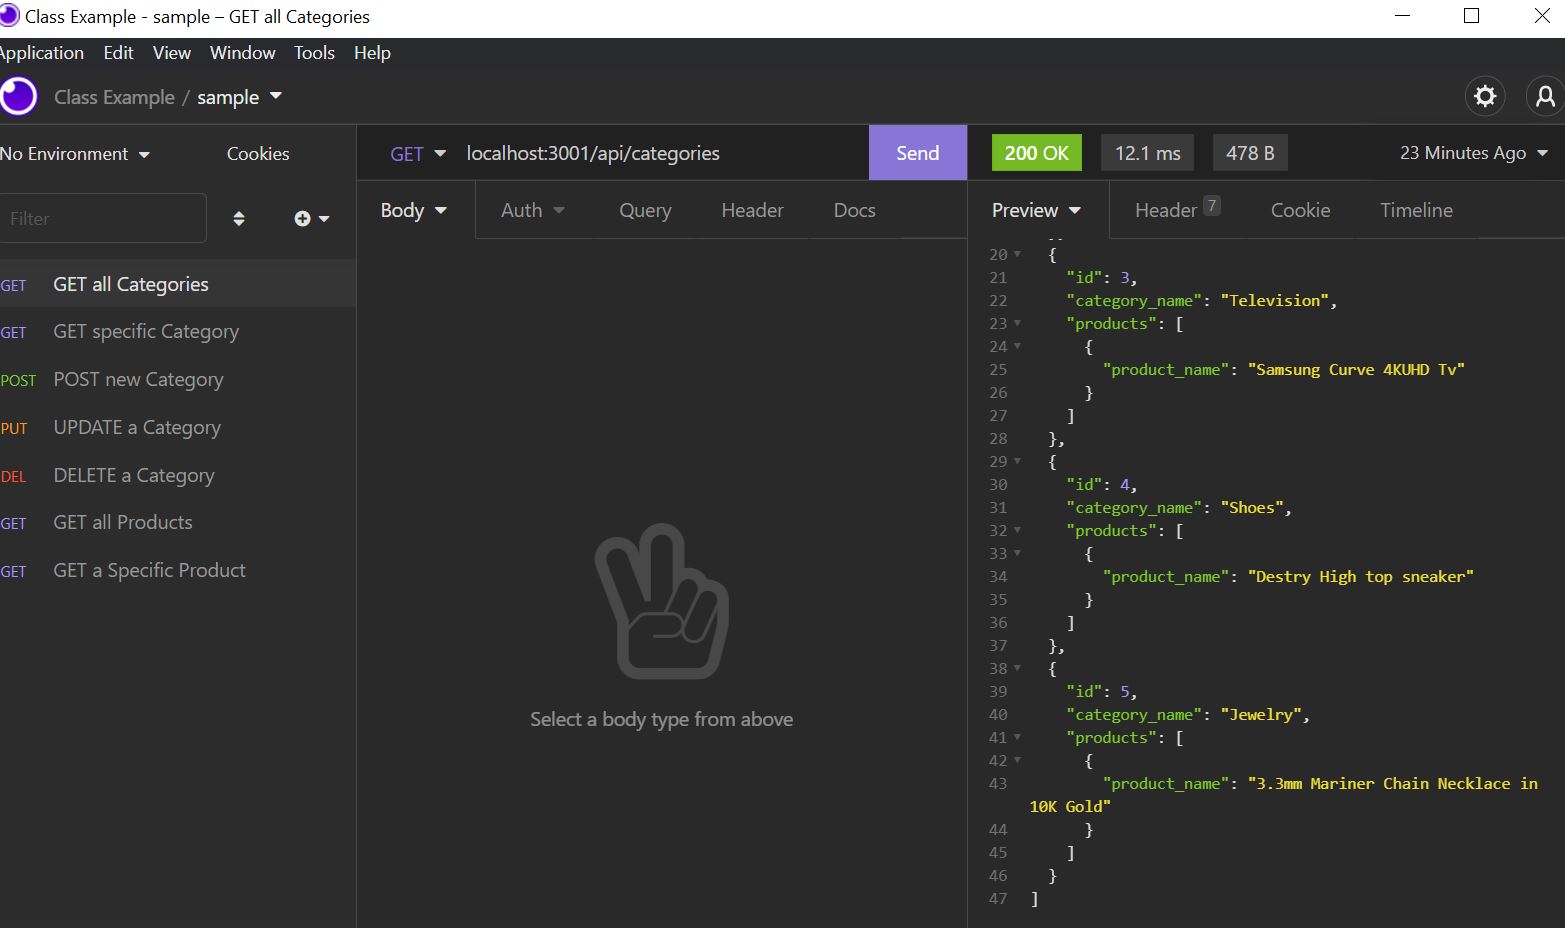 Class Example - sample – GET all Categories
Application Edit View Window Tools Help
Class Example / sample
No Environment Cookies
Filter
GET GET all Categories
GET GET specific Category
POST POST new Category
PUT UPDATE a Category
DEL DELETE a Category
GET GET all Products
GET GET a Specific Product
GET localhost:3001/api/categories Send
Body Auth Query Header Docs
Select a body type from above
200 OK 12.1 ms 478 B 23 Minutes Ago
Preview Header 7 Cookie Timeline
20 {
21 "id": 3,
22 "category_name": "Television",
23 "products": [
24 {
25 "product_name": "Samsung Curve 4KUHD Tv"
26 }
27 ]
28 },
29 {
30 "id": 4,
31 "category_name": "Shoes",
32 "products": [
33 {
34 "product_name": "Destry High top sneaker"
35 }
36 ]
37 },
38 {
39 "id": 5,
40 "category_name": "Jewelry",
41 "products": [
42 {
43 "product_name": "3.3mm Mariner Chain Necklace in
10K Gold"
44 }
45 ]
46 }
47 ]